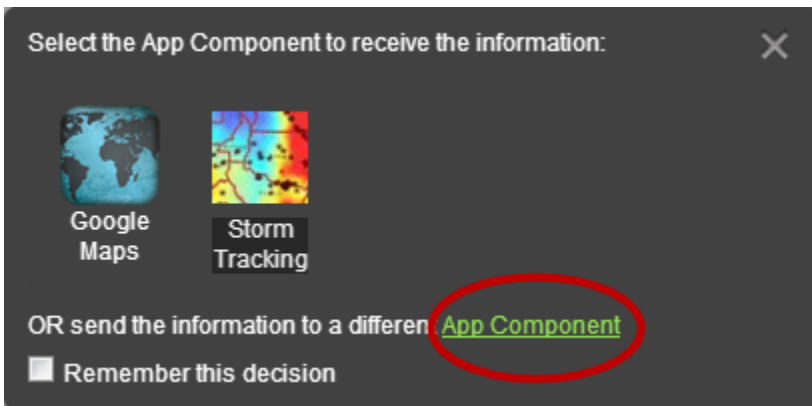 Select the App Component to receive the information:
Google
Maps
Storm
Tracking
OR send the information to a different App Component
Remember this decision